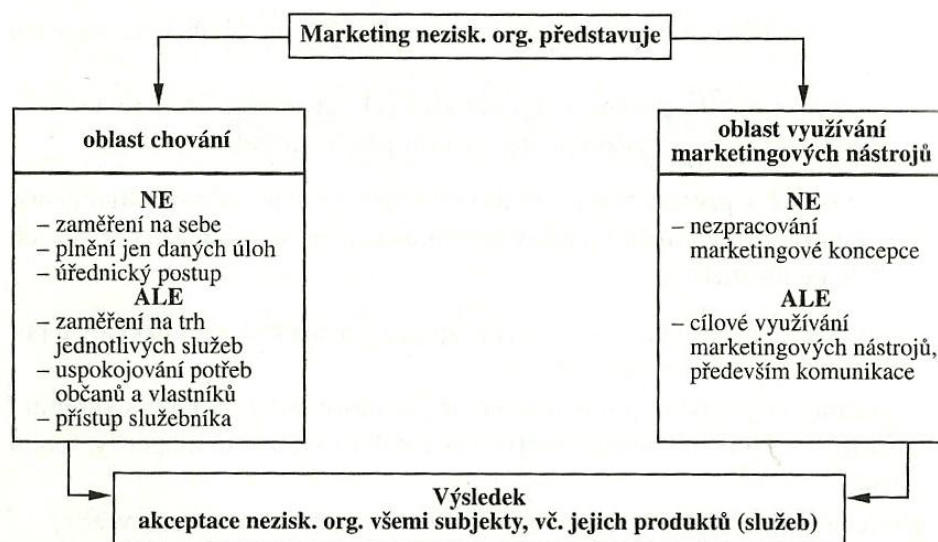 Marketing nezisk. org. představuje
oblast chování
NE
– zaměření na sebe
– plnění jen daných úloh
– úřednický postup
ALE
– zaměření na trh
jednotlivých služeb
– uspokojování potřeb
občanů a vlastníků
– přístup služebníka
oblast využívání
marketingových nástrojů
NE
– nezpracování
marketingové koncepce
ALE
– cílové využívání
marketingových nástrojů,
především komunikace
Výsledek
akceptace nezisk. org. všemi subjekty, vč. jejich produktů (služeb)